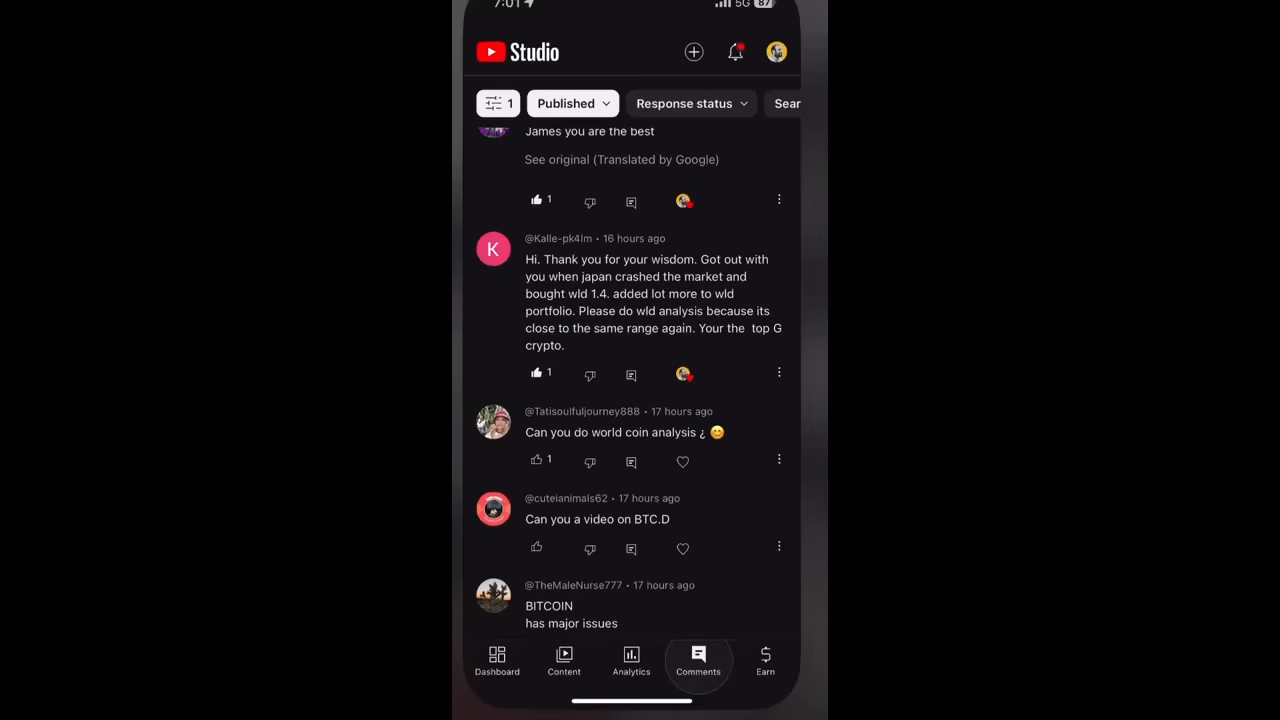 7:01 5G 87
Studio
1 Published Response status Sear
James you are the best
See original (Translated by Google)
1
K @Kalle-pk4lm • 16 hours ago
Hi. Thank you for your wisdom. Got out with
you when japan crashed the market and
bought wld 1.4. added lot more to wld
portfolio. Please do wld analysis because its
close to the same range again. Your the top G
crypto.
1
@Tatisoulfuljourney888 • 17 hours ago
Can you do world coin analysis ¿ 😊
1
@cuteianimals62 • 17 hours ago
Can you a video on BTC.D
@TheMaleNurse777 • 17 hours ago
BITCOIN
has major issues
Dashboard Content Analytics Comments Earn